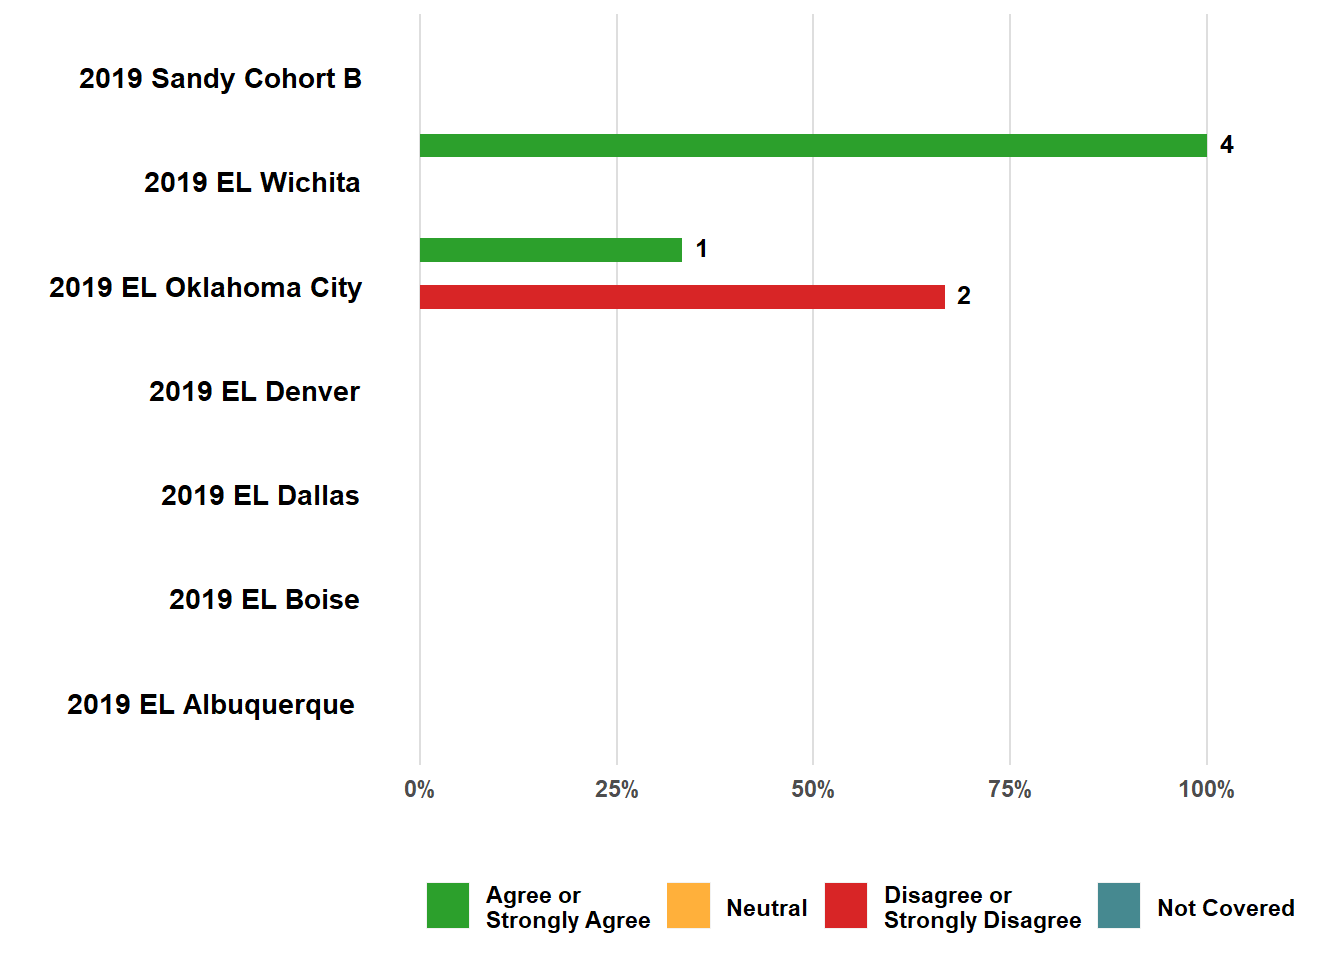 2019 Sandy Cohort B
4
2019 EL Wichita
1
2019 EL Oklahoma City
2
2019 EL Denver
2019 EL Dallas
2019 EL Boise
2019 EL Albuquerque
0% 25% 50% 75% 100%
Agree or
Strongly Agree
Neutral
Disagree or
Strongly Disagree
Not Covered